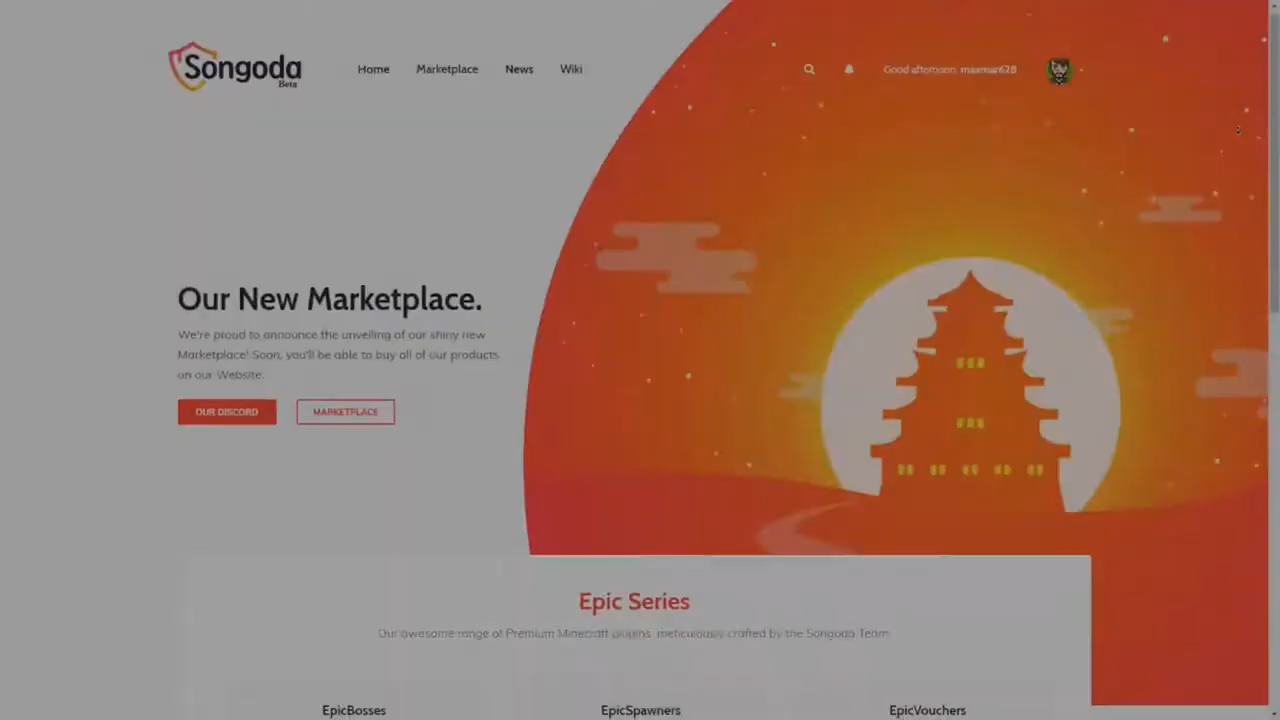 Songoda
Beta
Home
Marketplace
News
Wiki
Good afternoon, maxmar628
Our New Marketplace.
We're proud to announce the unveiling of our shiny new
Marketplace! Soon, you'll be able to buy all of our products
on our Website.
OUR DISCORD
MARKETPLACE
Epic Series
Our awesome range of Premium Minecraft plugins, meticulously crafted by the Songoda Team
EpicBosses
EpicSpawners
EpicVouchers